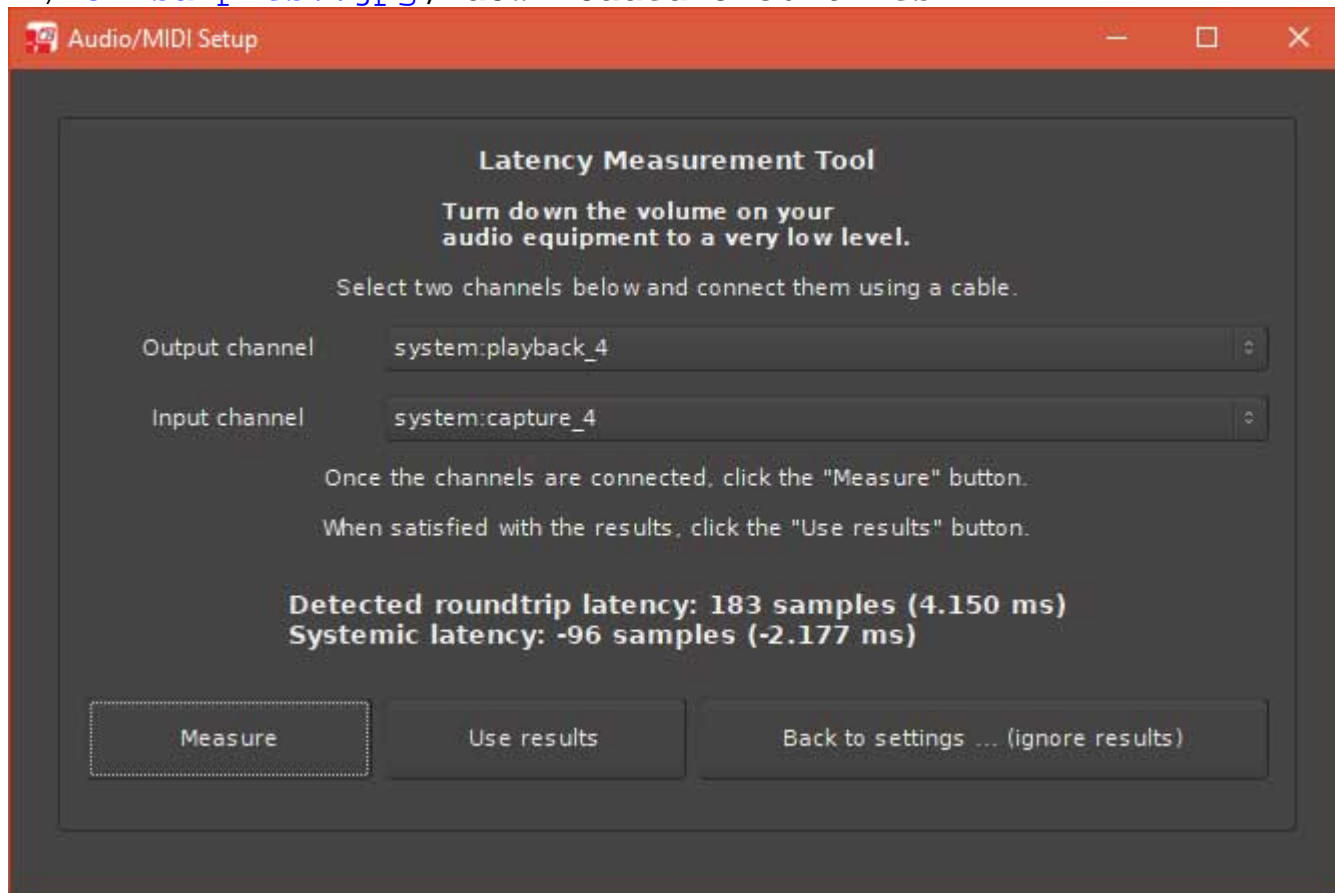 Audio/MIDI Setup
Latency Measurement Tool
Turn down the volume on your
audio equipment to a very low level.
Select two channels below and connect them using a cable.
Output channel system:playback_4
Input channel system:capture_4
Once the channels are connected, click the "Measure" button.
When satisfied with the results, click the "Use results" button.
Detected roundtrip latency: 183 samples (4.150 ms)
Systemic latency: -96 samples (-2.177 ms)
Measure Use results Back to settings ... (ignore results)